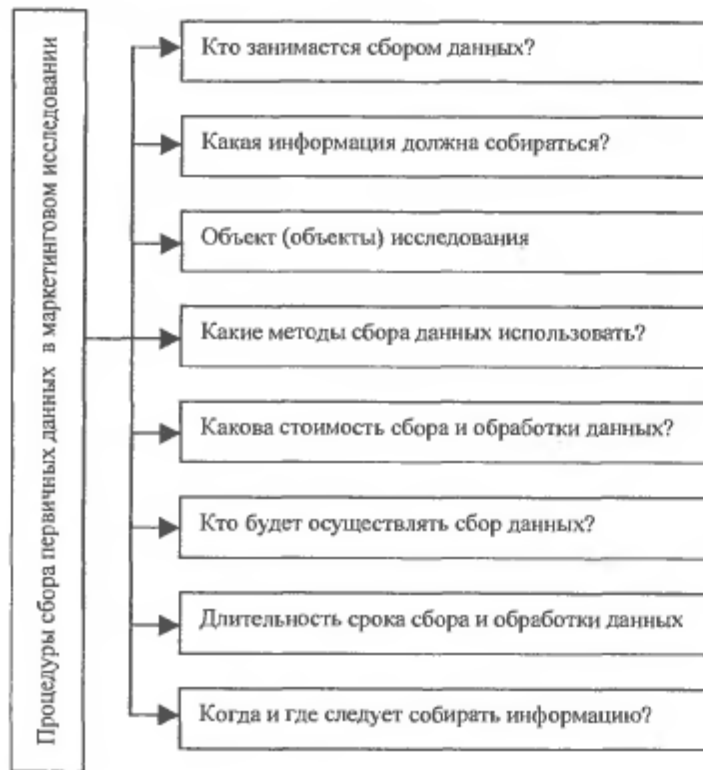 Процедуры сбора первичных данных в маркетинговом исследовании
Кто занимается сбором данных?
Какая информация должна собираться?
Объект (объекты) исследования
Какие методы сбора данных использовать?
Какова стоимость сбора и обработки данных?
Кто будет осуществлять сбор данных?
Длительность срока сбора и обработки данных
Когда и где следует собирать информацию?